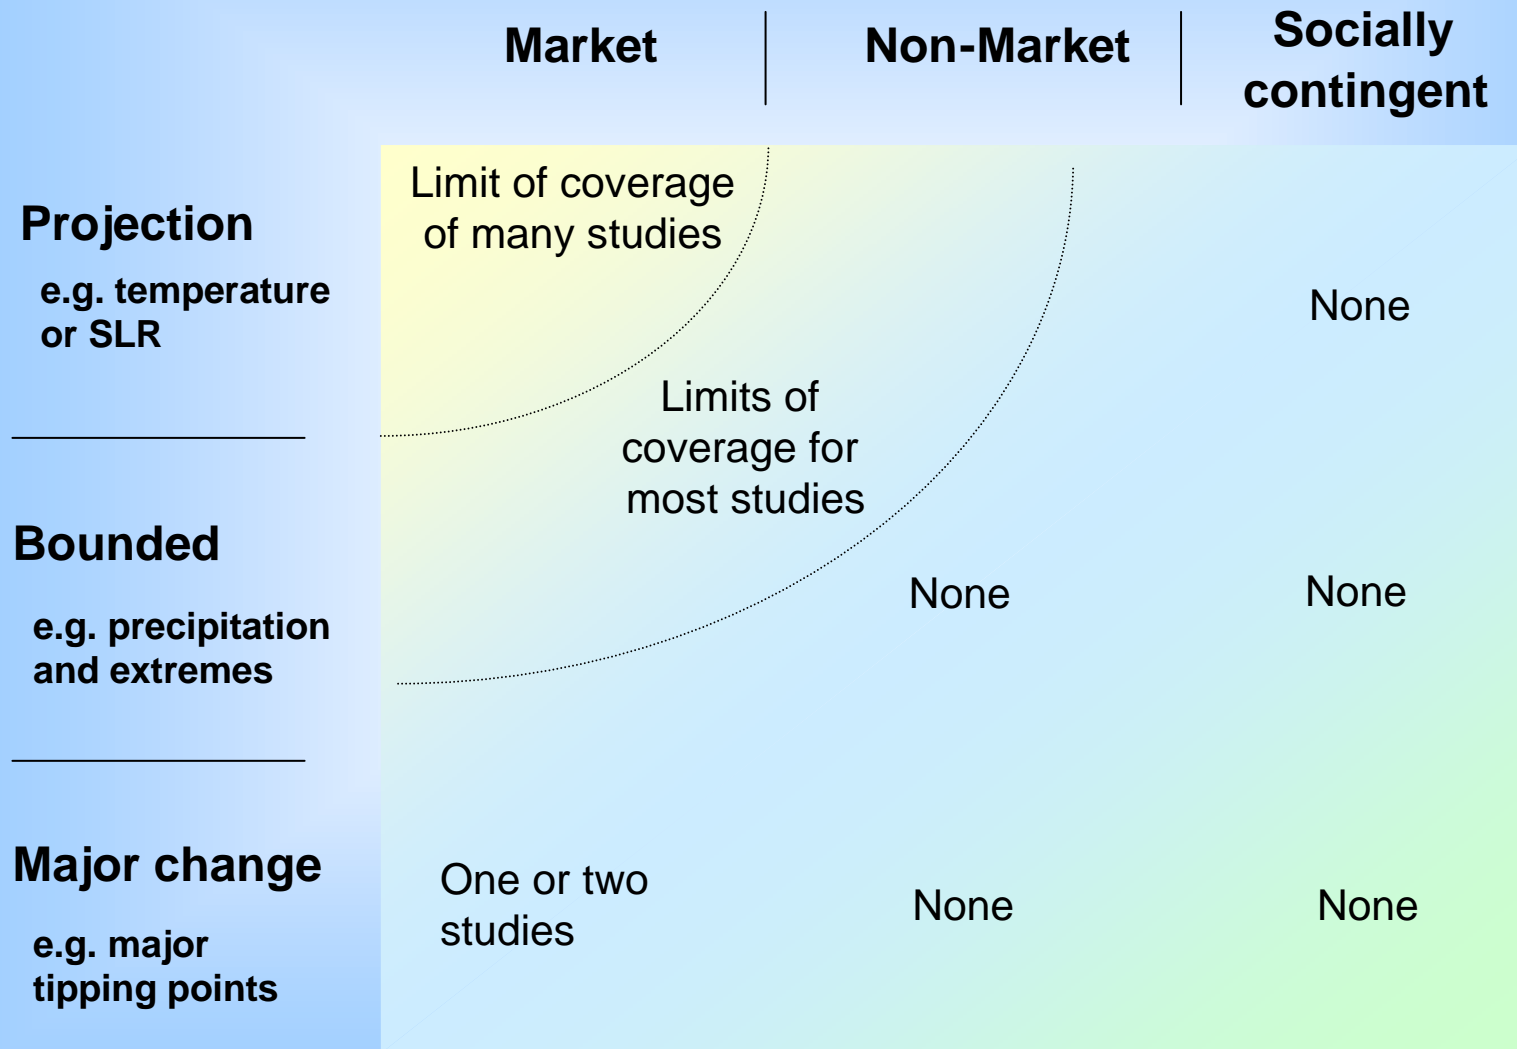 Market
Non-Market
Socially
contingent
Projection
e.g. temperature
or SLR
Limit of coverage
of many studies
None
Limits of
coverage for
most studies
Bounded
e.g. precipitation
and extremes
None
None
Major change
e.g. major
tipping points
One or two
studies
None
None